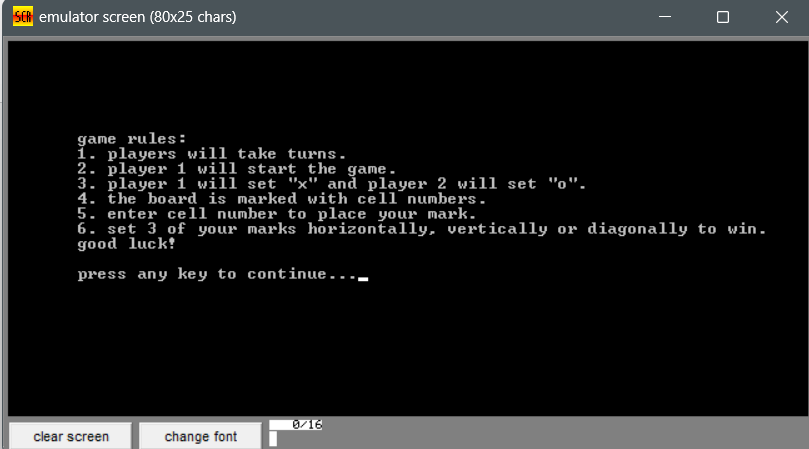 SCR emulator screen (80x25 chars)
game rules:
1. players will take turns.
2. player 1 will start the game.
3. player 1 will set "x" and player 2 will set "o".
4. the board is marked with cell numbers.
5. enter cell number to place your mark.
6. set 3 of your marks horizontally, vertically or diagonally to win.
good luck!
press any key to continue...
clear screen change font 0/16